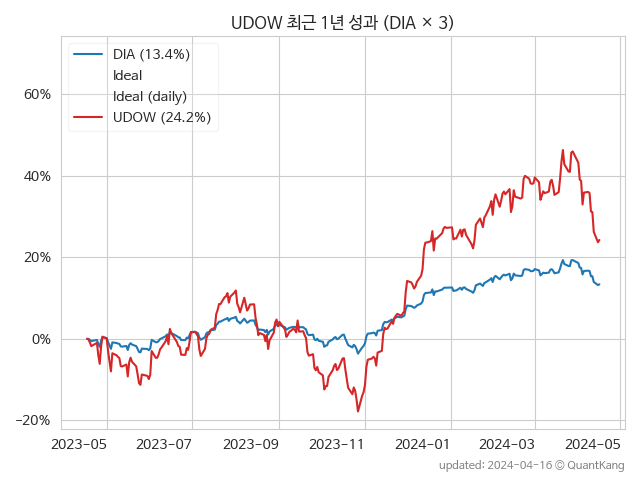 UDOW 최근 1년 성과 (DIA × 3)
DIA (13.4%)
Ideal
Ideal (daily)
UDOW (24.2%)
60%
40%
20%
0%
−20%
2023−05 2023−07 2023−09 2023−11 2024−01 2024−03 2024−05
updated: 2024−04−16 © QuantKang